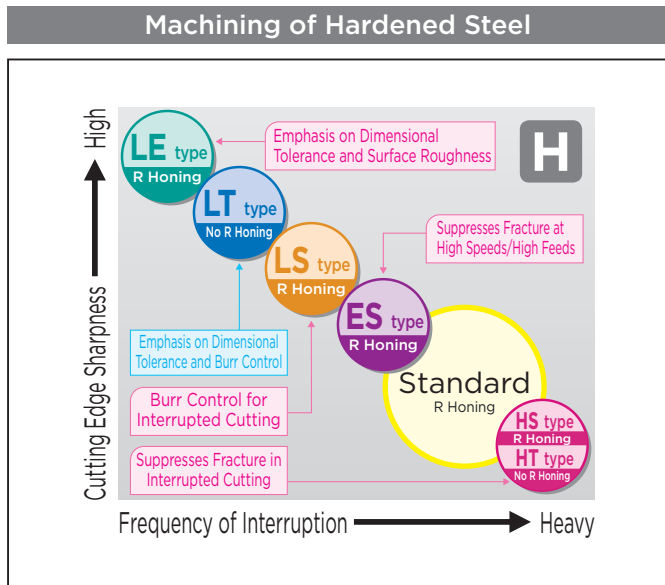 Machining of Hardened Steel
Cutting Edge Sharpness
High
LE type
R Honing
Emphasis on Dimensional
Tolerance and Surface Roughness
H
LT type
No R Honing
LS type
R Honing
Suppresses Fracture at
High Speeds/High Feeds
ES type
R Honing
Emphasis on Dimensional
Tolerance and Burr Control
Standard
R Honing
Burr Control for
Interrupted Cutting
HS type
R Honing
HT type
No R Honing
Suppresses Fracture in
Interrupted Cutting
Frequency of Interruption
Heavy